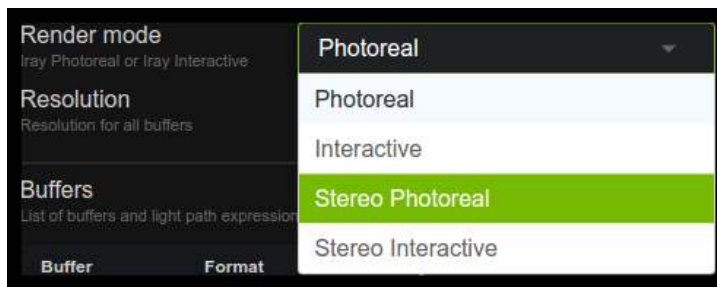 Render mode
Iray Photoreal or Iray Interactive
Photoreal
Resolution
Resolution for all buffers
Photoreal
Interactive
Buffers
List of buffers and light path expression
Stereo Photoreal
Stereo Interactive
Buffer Format